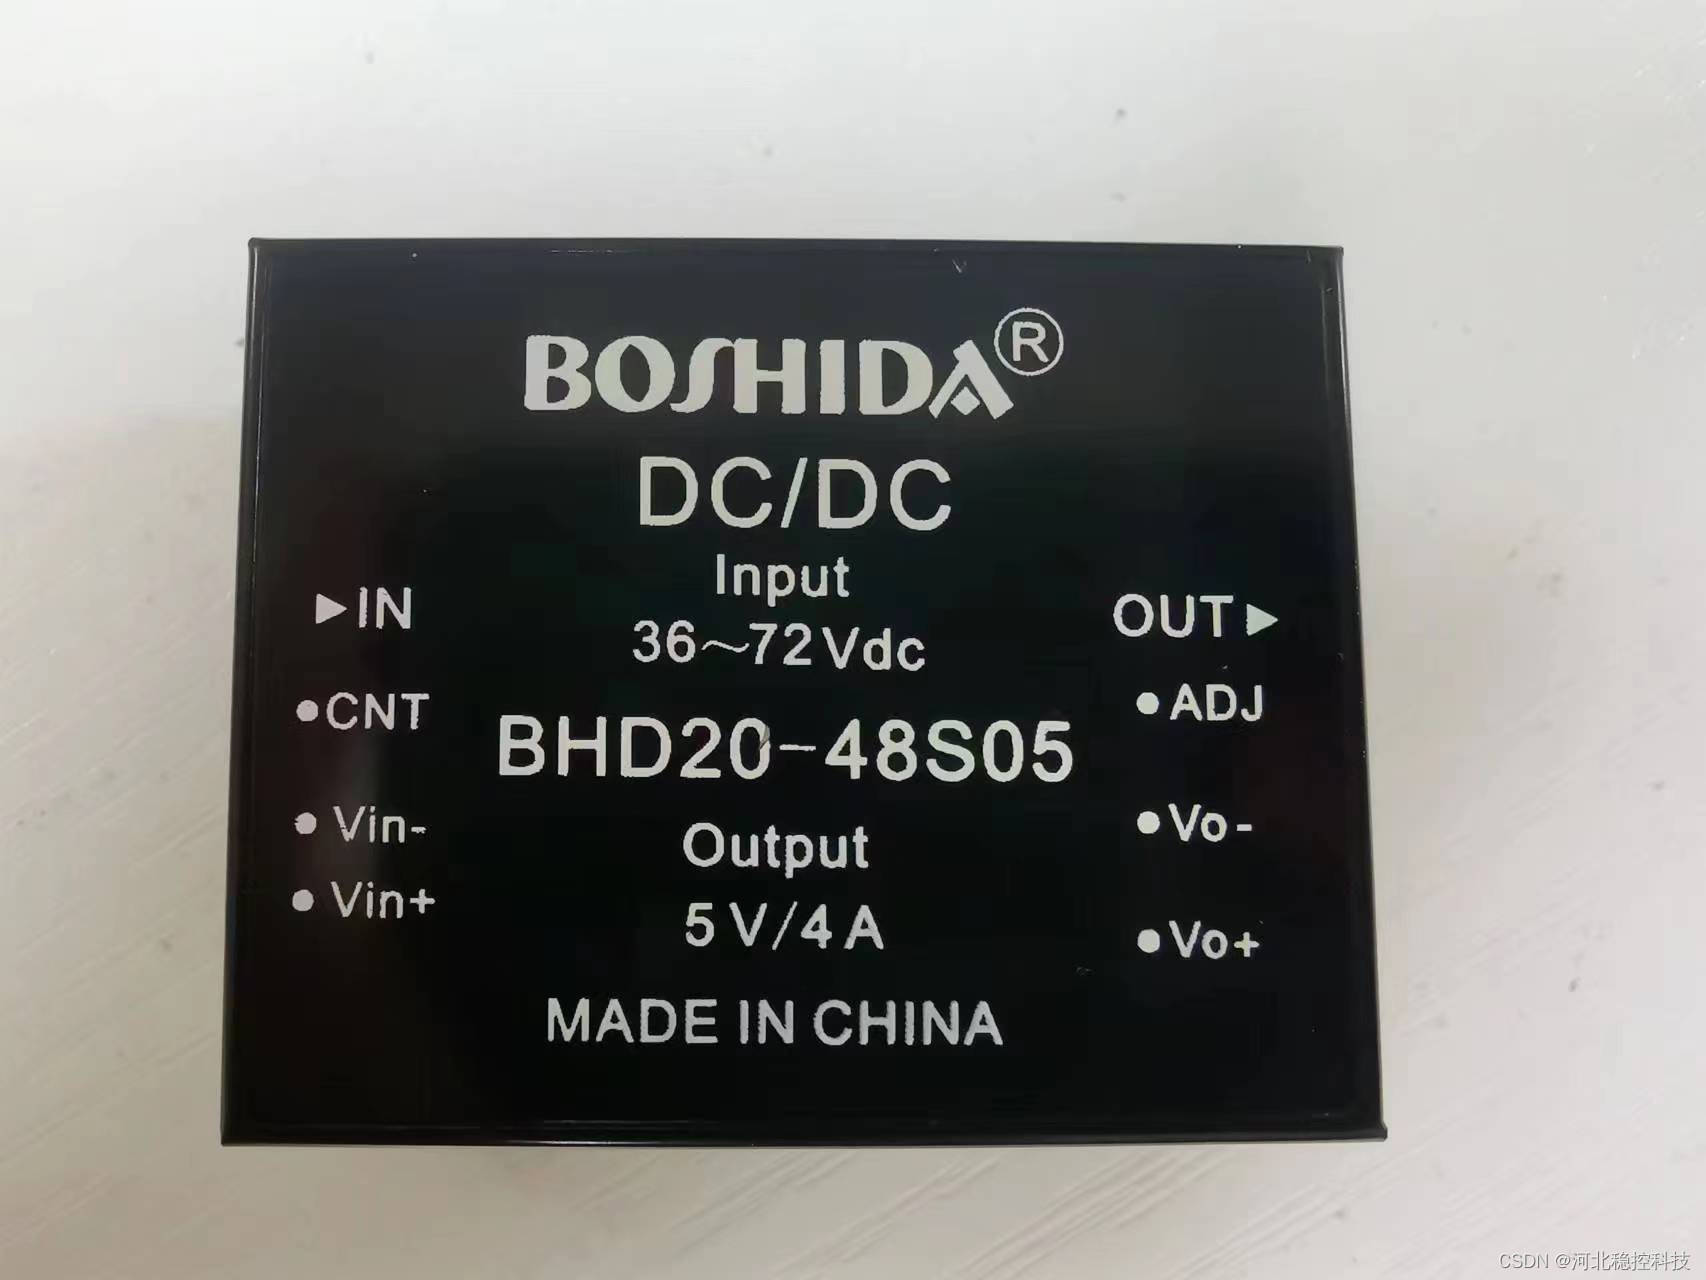 BOSHIDA®
DC/DC
Input
36～72Vdc
▶IN
OUT▶
•CNT
•ADJ
BHD20-48S05
•Vin-
•Vo-
Output
•Vin+
5V/4A
•Vo+
MADE IN CHINA
CSDN @河北稳控科技